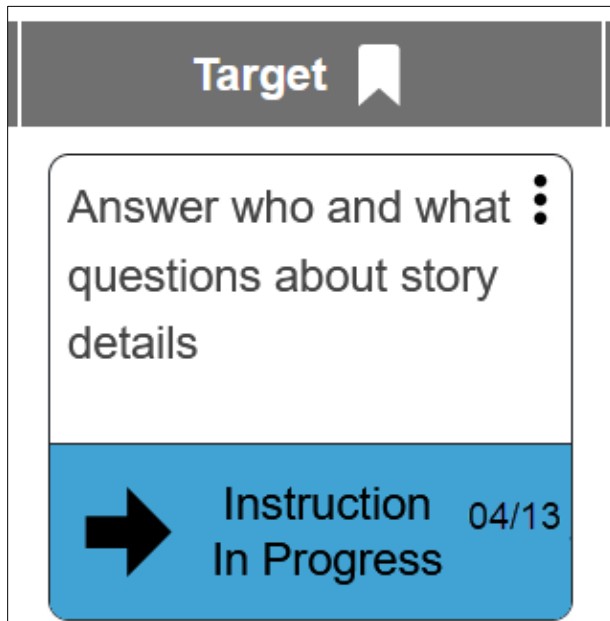 Target
Answer who and what
questions about story
details
Instruction
In Progress
04/13